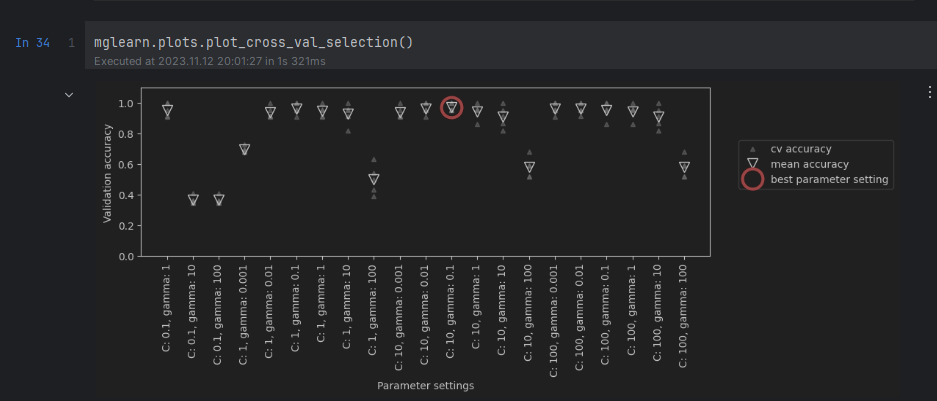 In 34 1 mglearn.plots.plot_cross_val_selection()
Executed at 2023.11.12 20:01:27 in 1s 321ms
1.0
0.8
0.6
0.4
0.2
0.0
Validation accuracy
C: 0.1, gamma: 1
C: 0.1, gamma: 10
C: 0.1, gamma: 100
C: 1, gamma: 0.001
C: 1, gamma: 0.01
C: 1, gamma: 0.1
C: 1, gamma: 1
C: 1, gamma: 10
C: 1, gamma: 100
C: 10, gamma: 0.001
C: 10, gamma: 0.01
C: 10, gamma: 0.1
C: 10, gamma: 1
C: 10, gamma: 10
C: 10, gamma: 100
C: 100, gamma: 0.001
C: 100, gamma: 0.01
C: 100, gamma: 0.1
C: 100, gamma: 1
C: 100, gamma: 10
C: 100, gamma: 100
Parameter settings
cv accuracy
mean accuracy
best parameter setting